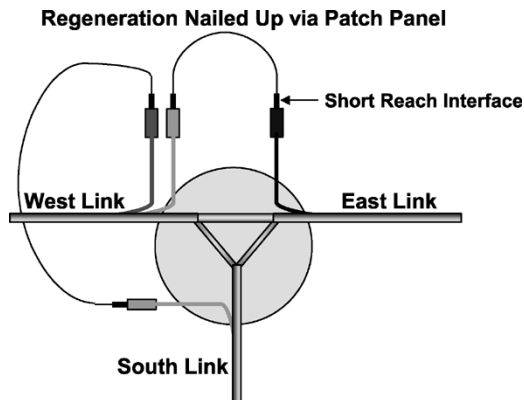 Regeneration Nailed Up via Patch Panel
Short Reach Interface
West Link
East Link
South Link